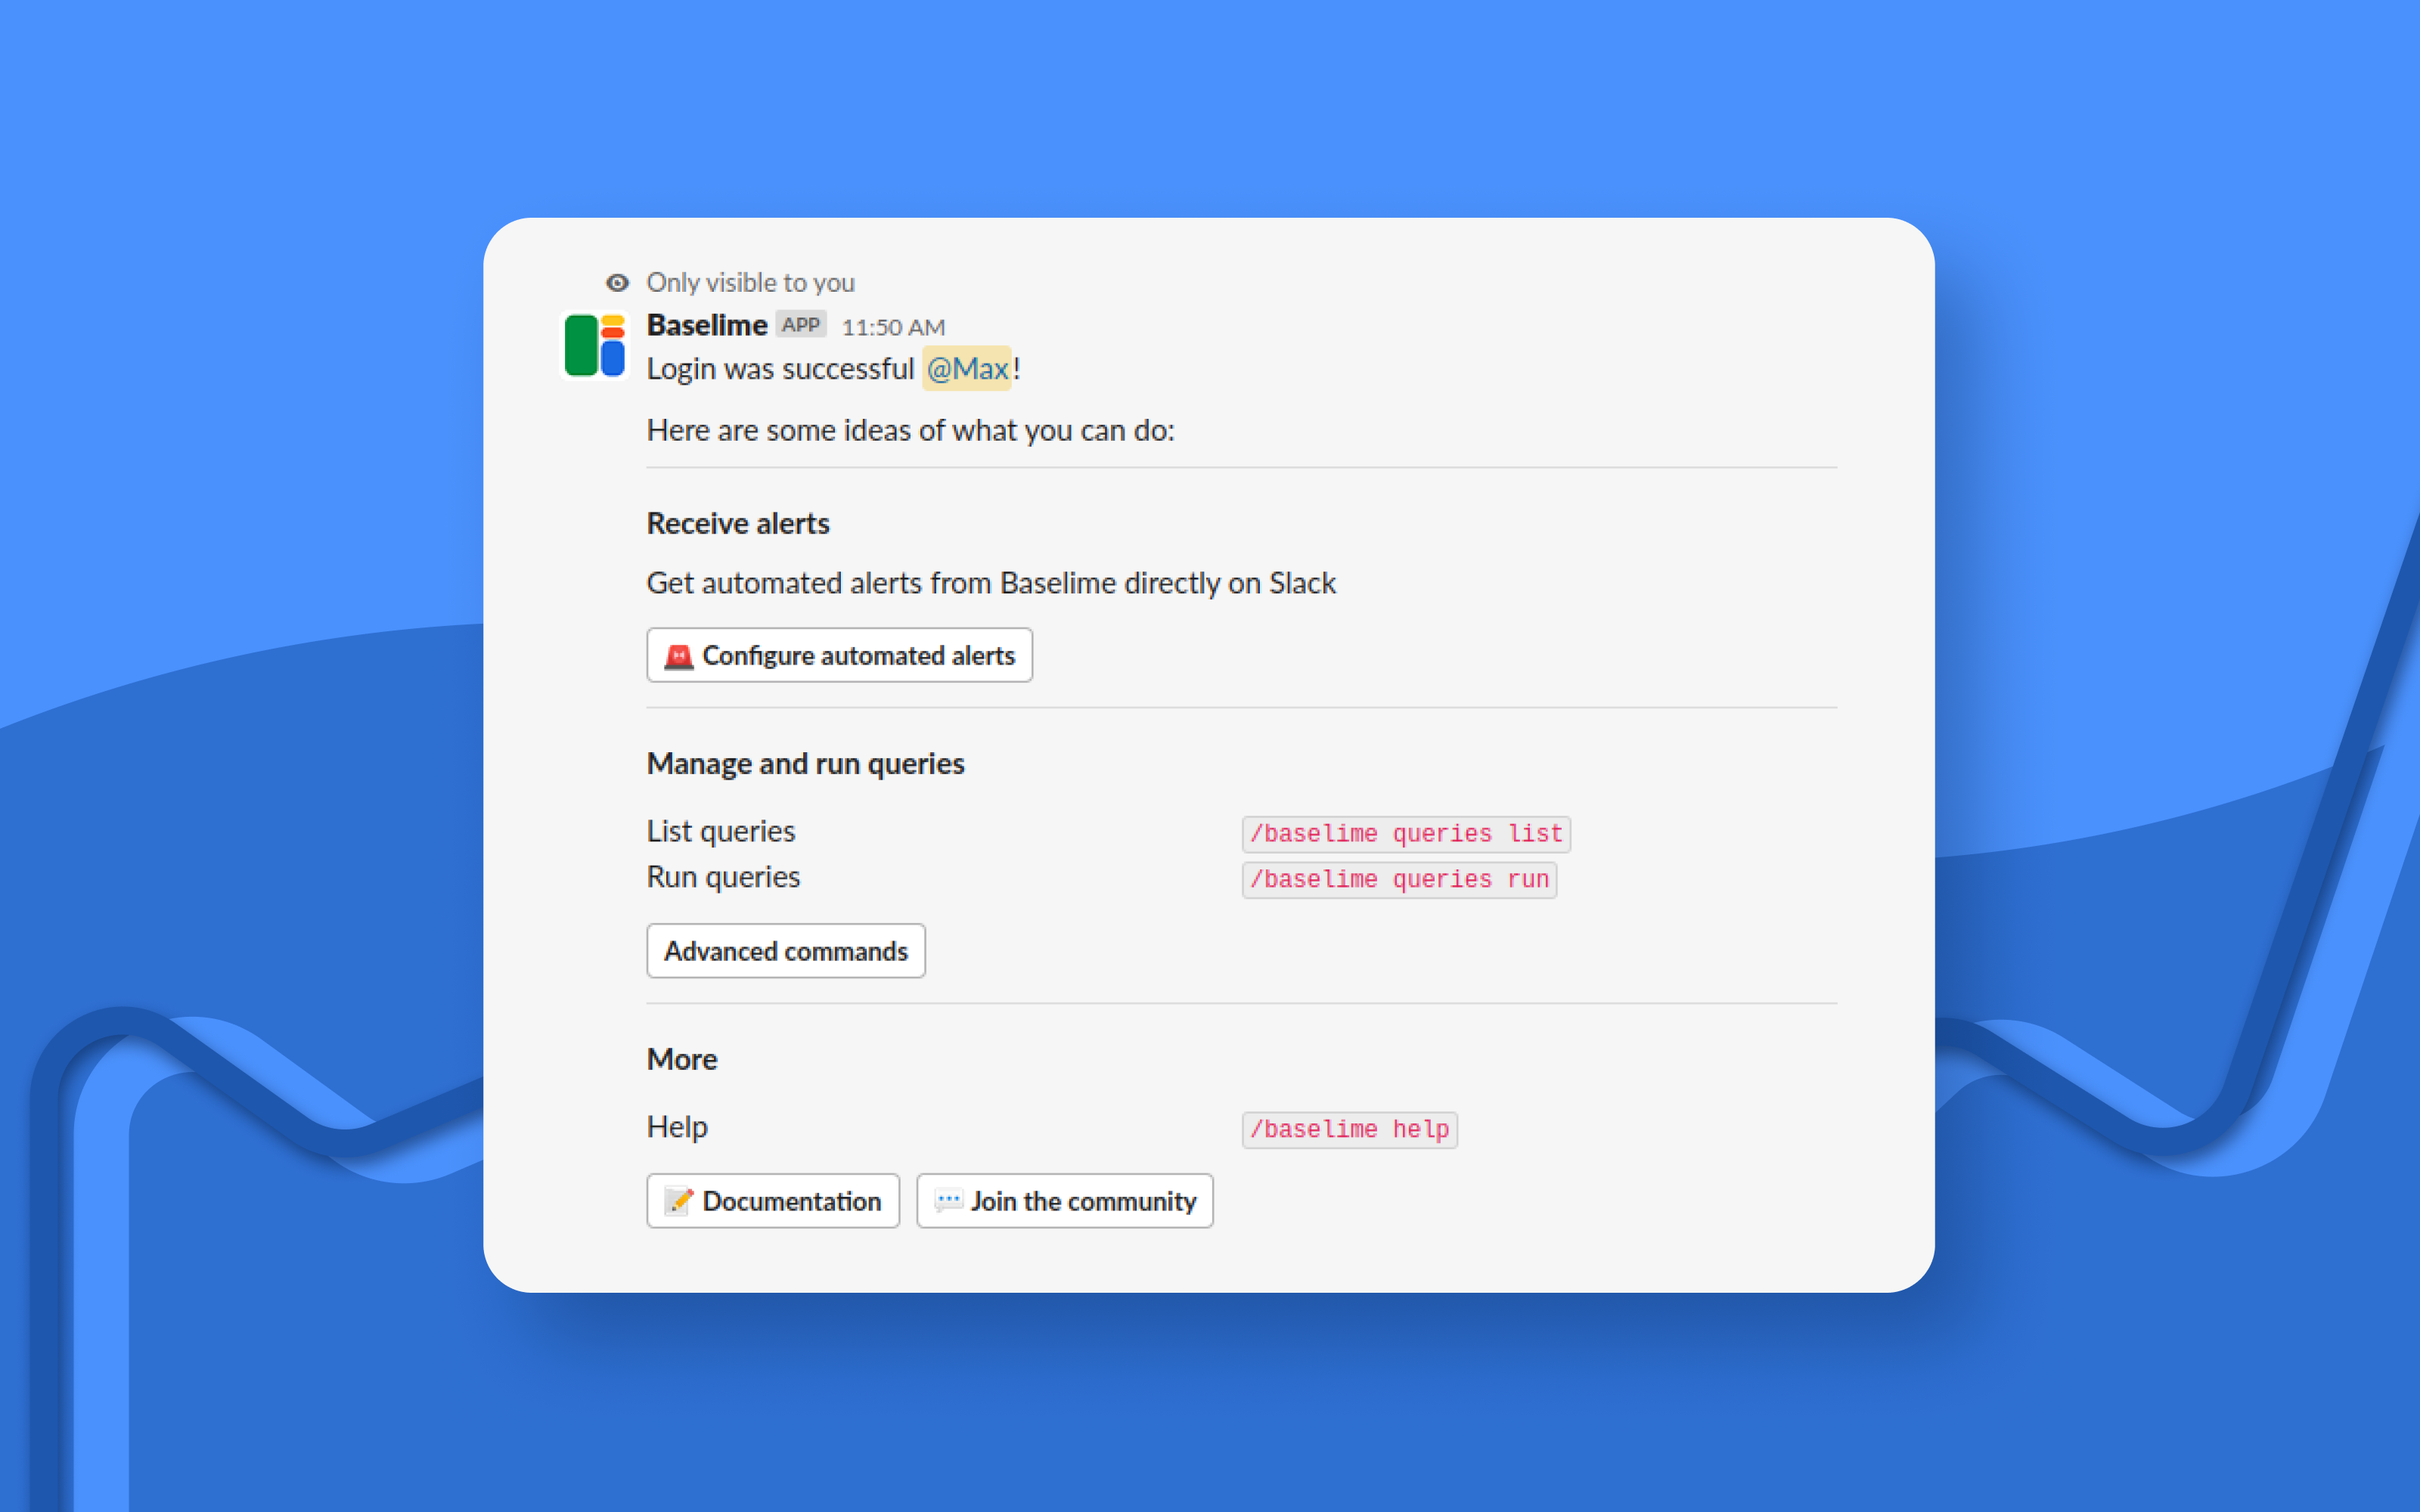 Only visible to you
Baselime APP 11:50 AM
Login was successful @Max!
Here are some ideas of what you can do:
Receive alerts
Get automated alerts from Baselime directly on Slack
Configure automated alerts
Manage and run queries
List queries /baselime queries list
Run queries /baselime queries run
Advanced commands
More
Help /baselime help
Documentation Join the community